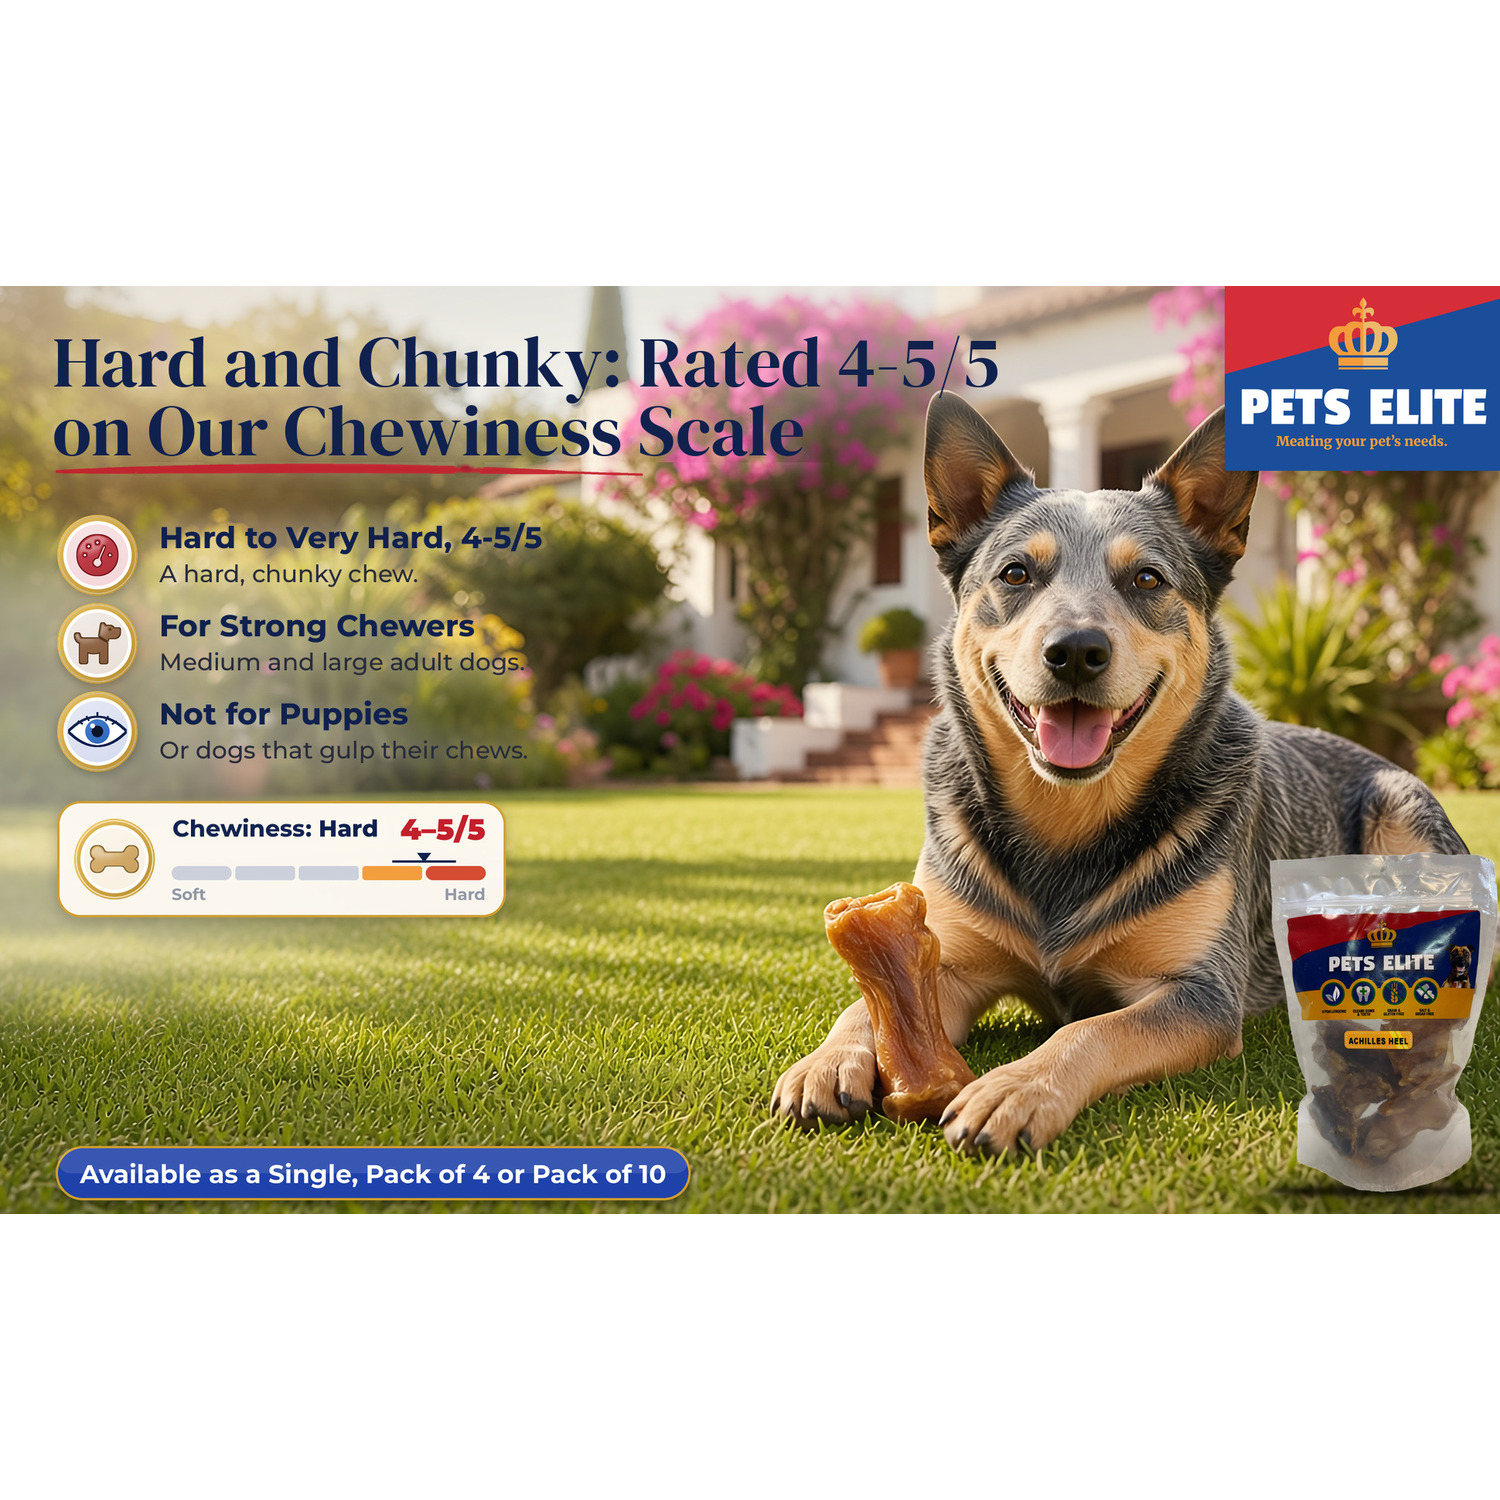 Hard and Chunky: Rated 4-5/5
on Our Chewiness Scale
PETS ELITE
Meating your pet's needs.
Hard to Very Hard, 4-5/5
A hard, chunky chew.
For Strong Chewers
Medium and large adult dogs.
Not for Puppies
Or dogs that gulp their chews.
Chewiness: Hard 4–5/5
Soft Hard
PETS ELITE
ACHILLES HEEL
Available as a Single, Pack of 4 or Pack of 10